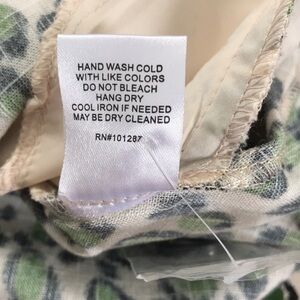 HAND WASH COLD
WITH LIKE COLORS
DO NOT BLEACH
HANG DRY
COOL IRON IF NEEDED
MAY BE DRY CLEANED
RN#101287